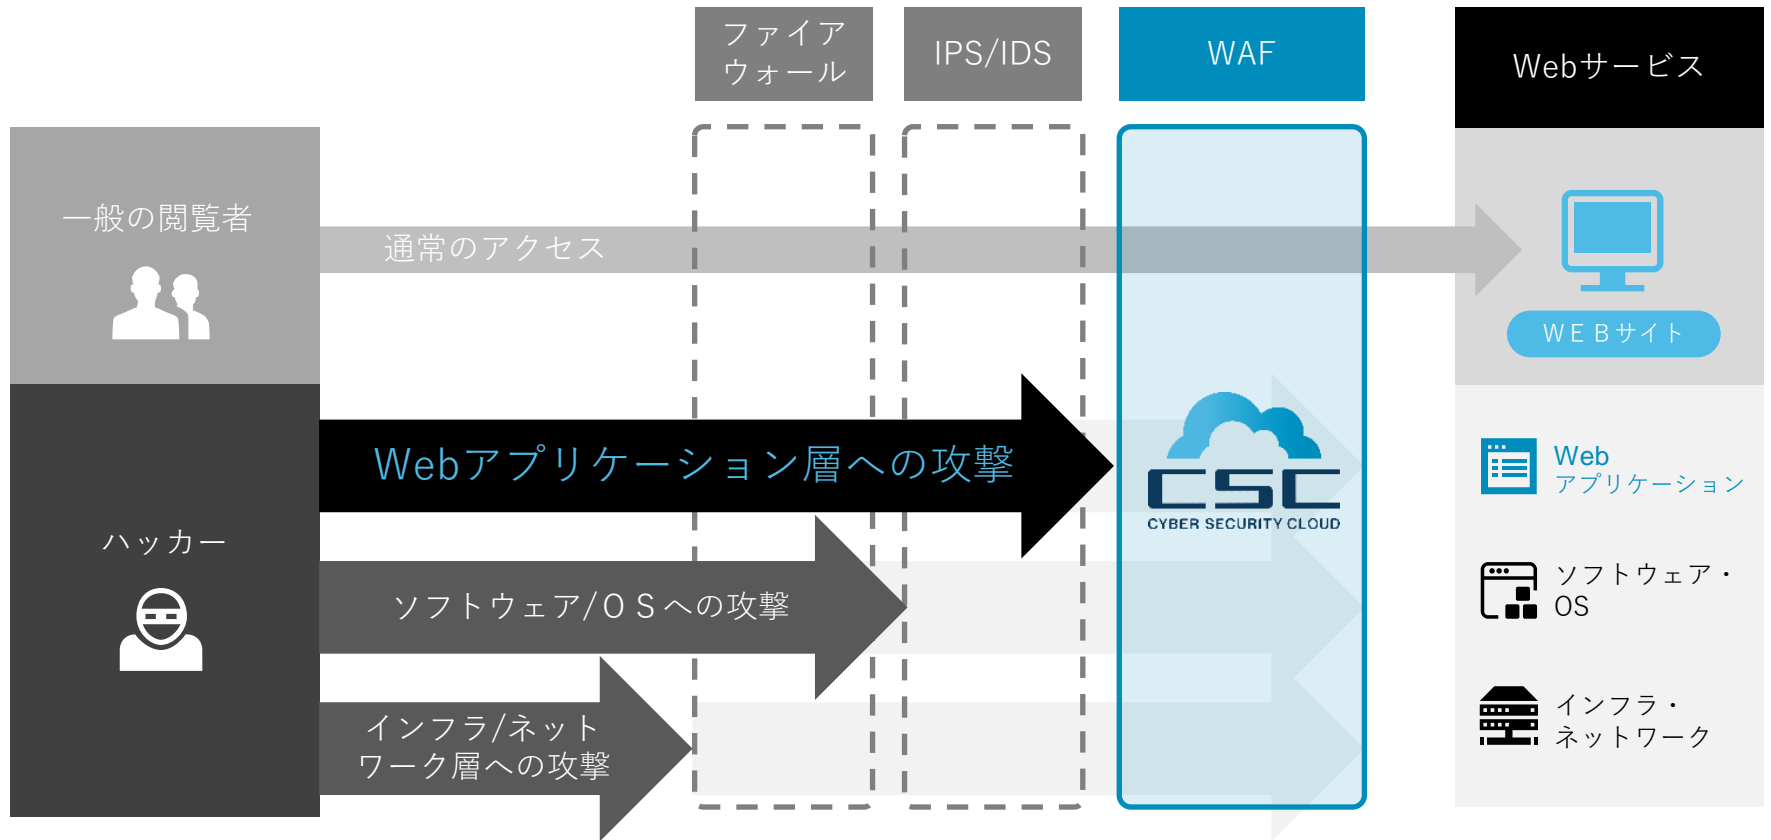 ファイア
ウォール
IPS/IDS
WAF
Webサービス
一般の閲覧者
通常のアクセス
WEBサイト
Webアプリケーション層への攻撃
CSC
CYBER SECURITY CLOUD
Web
アプリケーション
ハッカー
ソフトウェア/OSへの攻撃
ソフトウェア・
OS
インフラ/ネット
ワーク層への攻撃
インフラ・
ネットワーク